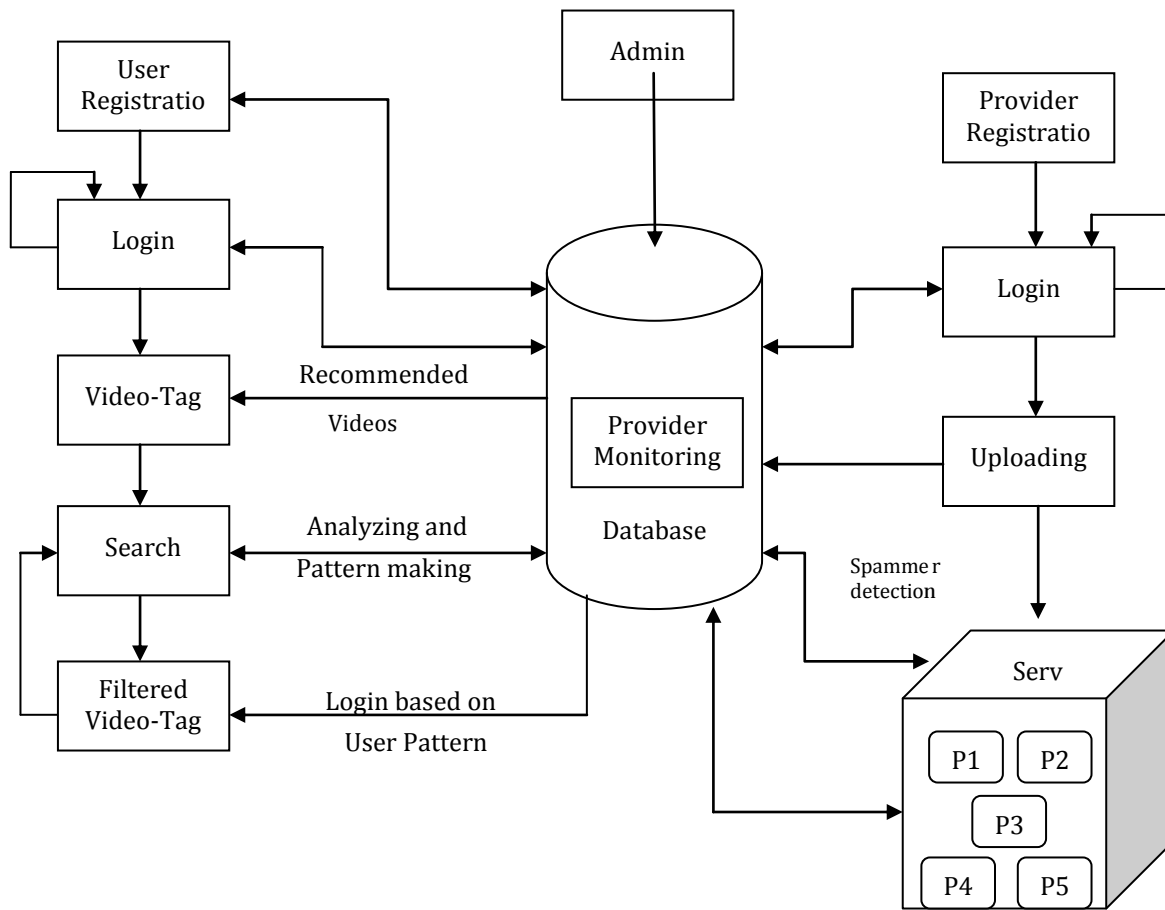 Admin
User
Registratio
Provider
Registratio
Login
Login
Recommended
Videos
Video-Tag
Provider
Monitoring
Uploading
Database
Search
Analyzing and
Pattern making
Spammer
detection
Filtered
Video-Tag
Login based on
User Pattern
Serv
P1
P2
P3
P4
P5